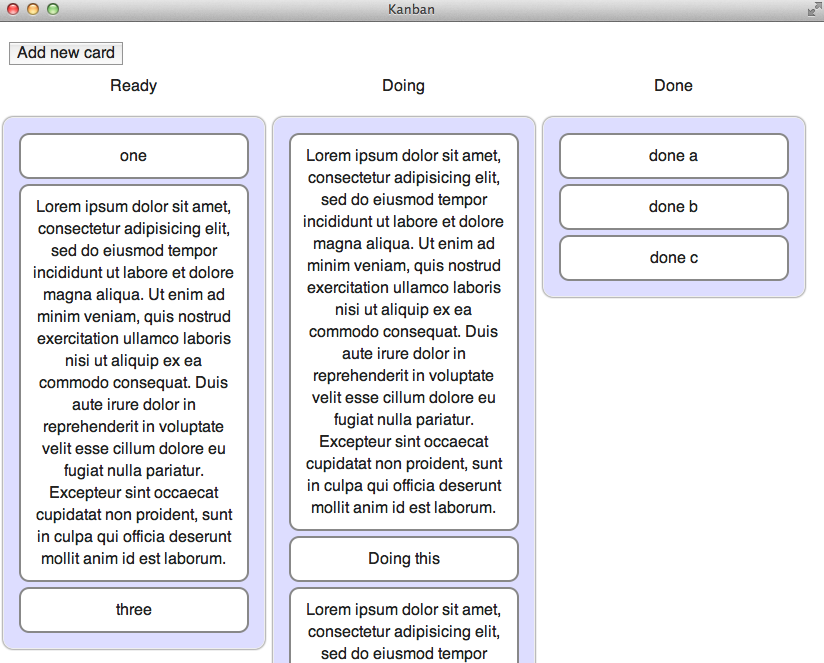 Kanban
Add new card
Ready
Doing
Done
one
Lorem ipsum dolor sit amet,
consectetur adipisicing elit,
sed do eiusmod tempor
incididunt ut labore et dolore
magna aliqua. Ut enim ad
minim veniam, quis nostrud
exercitation ullamco laboris
nisi ut aliquip ex ea
commodo consequat. Duis
aute irure dolor in
reprehenderit in voluptate
velit esse cillum dolore eu
fugiat nulla pariatur.
Excepteur sint occaecat
cupidatat non proident, sunt
in culpa qui officia deserunt
mollit anim id est laborum.
three
Lorem ipsum dolor sit amet,
consectetur adipisicing elit,
sed do eiusmod tempor
incididunt ut labore et dolore
magna aliqua. Ut enim ad
minim veniam, quis nostrud
exercitation ullamco laboris
nisi ut aliquip ex ea
commodo consequat. Duis
aute irure dolor in
reprehenderit in voluptate
velit esse cillum dolore eu
fugiat nulla pariatur.
Excepteur sint occaecat
cupidatat non proident, sunt
in culpa qui officia deserunt
mollit anim id est laborum.
Doing this
Lorem ipsum dolor sit amet,
consectetur adipisicing elit,
sed do eiusmod tempor
done a
done b
done c